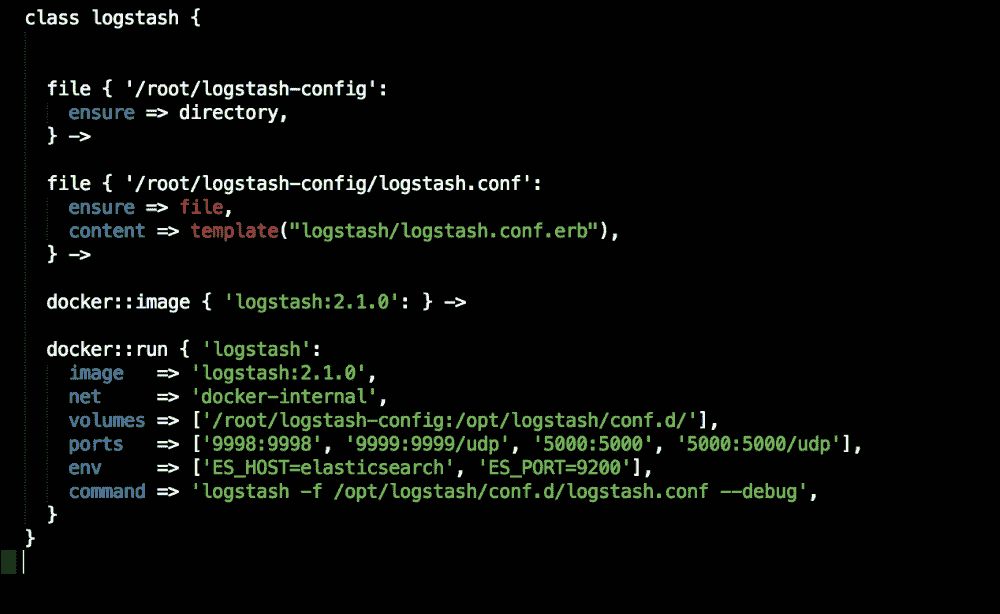 class logstash {
file { '/root/logstash-config':
ensure => directory,
} ->
file { '/root/logstash-config/logstash.conf':
ensure => file,
content => template("logstash/logstash.conf.erb"),
} ->
docker::image { 'logstash:2.1.0': } ->
docker::run { 'logstash':
image => 'logstash:2.1.0',
net => 'docker-internal',
volumes => ['/root/logstash-config:/opt/logstash/conf.d/'],
ports => ['9998:9998', '9999:9999/udp', '5000:5000', '5000:5000/udp'],
env => ['ES_HOST=elasticsearch', 'ES_PORT=9200'],
command => 'logstash -f /opt/logstash/conf.d/logstash.conf --debug',
}
}